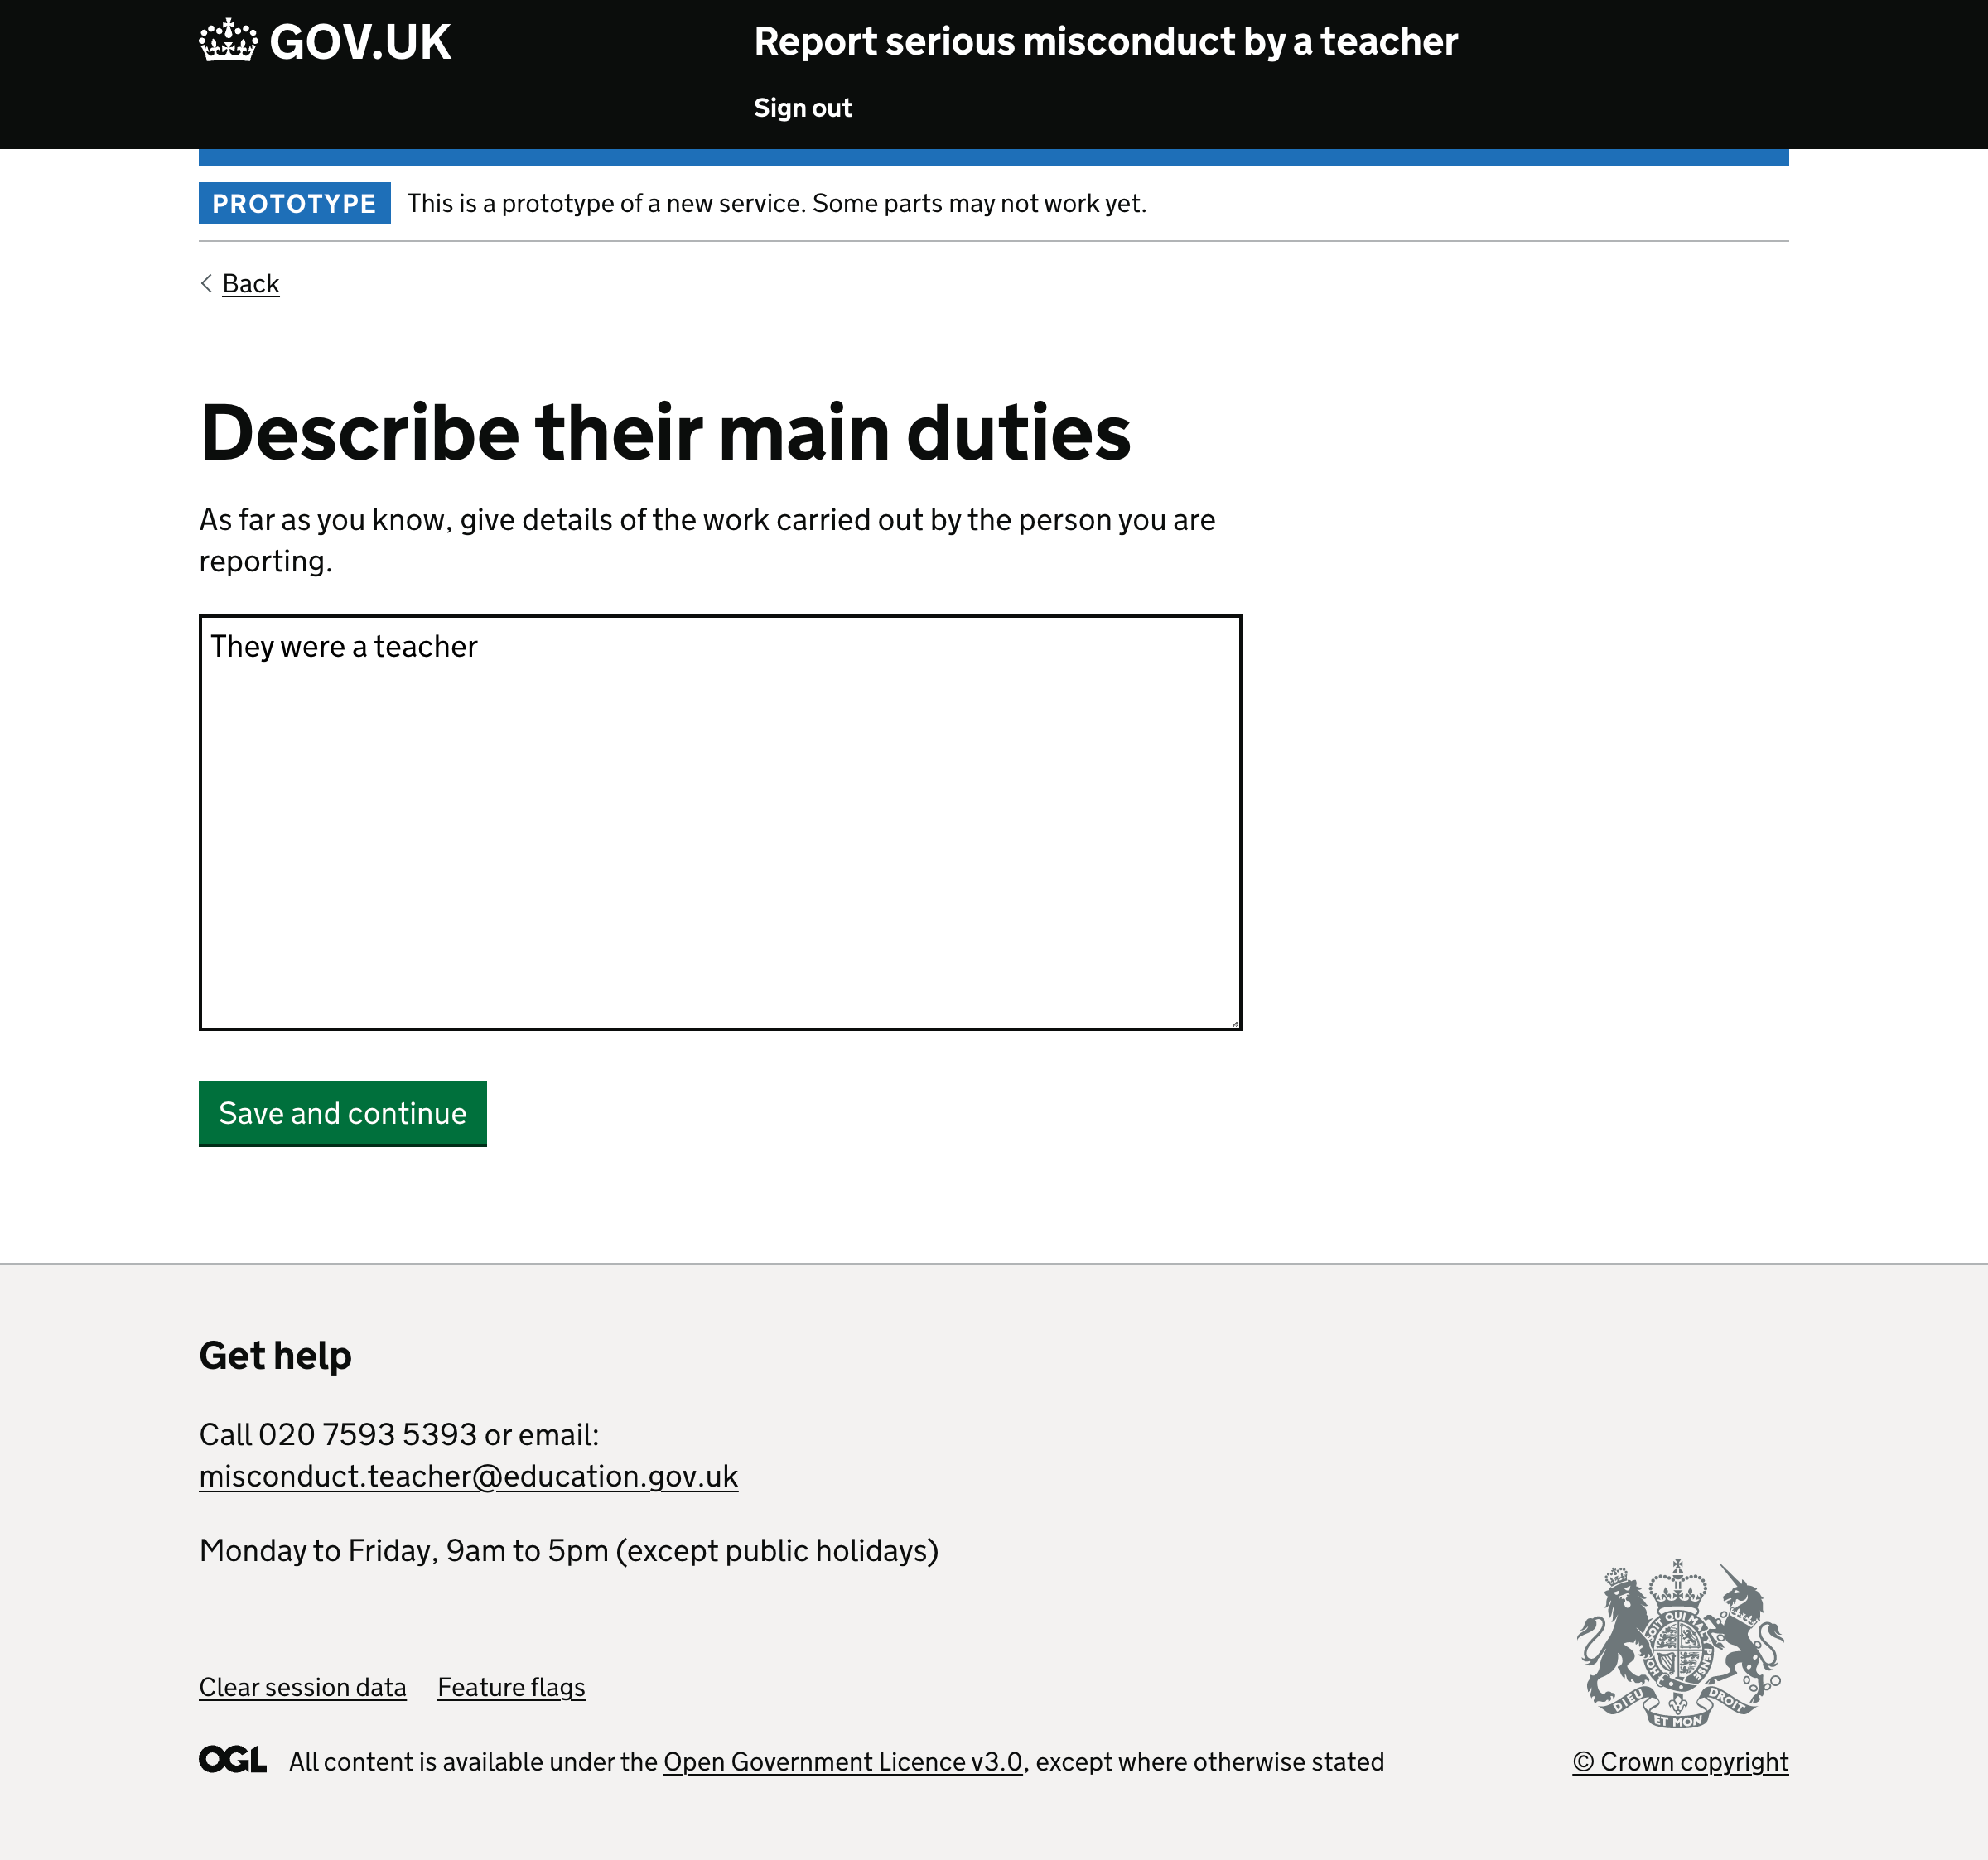 GOV.UK
Report serious misconduct by a teacher
Sign out
PROTOTYPE This is a prototype of a new service. Some parts may not work yet.
Back
Describe their main duties
As far as you know, give details of the work carried out by the person you are
reporting.
They were a teacher
Save and continue
Get help
Call 020 7593 5393 or email:
misconduct.teacher@education.gov.uk
Monday to Friday, 9am to 5pm (except public holidays)
SOIT QUI MAL Y PENSE
DIEU ET MON DROIT
Clear session data Feature flags
OGL All content is available under the Open Government Licence v3.0, except where otherwise stated
© Crown copyright